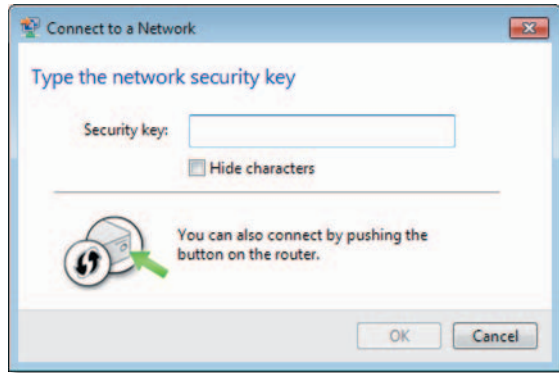 Connect to a Network
Type the network security key
Security key:
Hide characters
You can also connect by pushing the
button on the router.
OK
Cancel